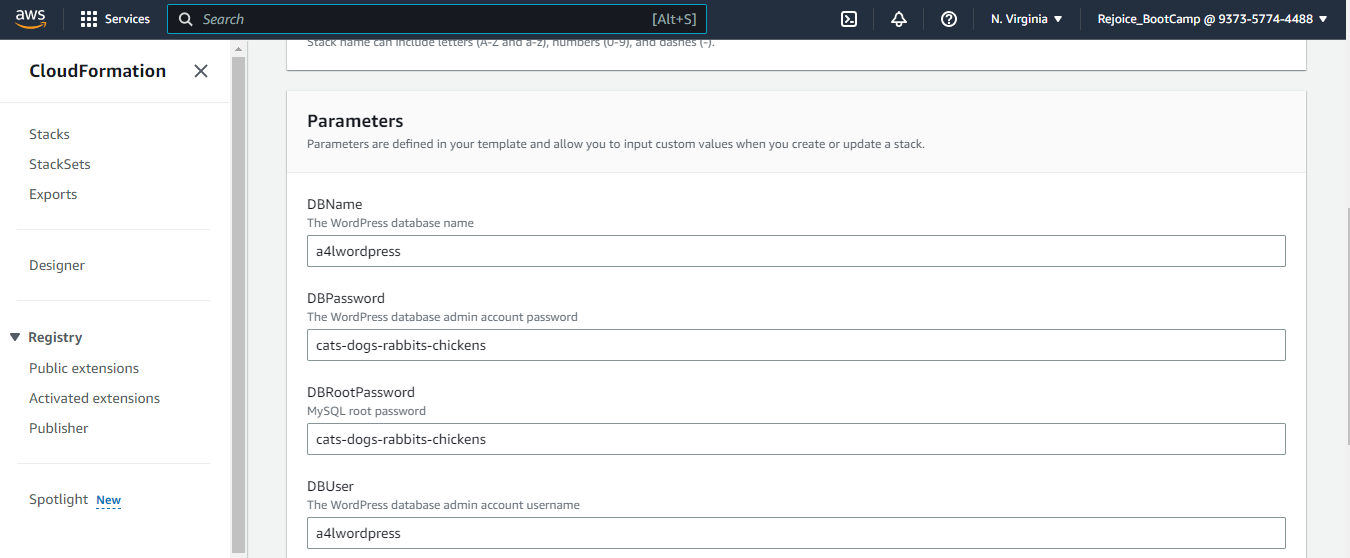 aws
Services
Search
[Alt+S]
N. Virginia
Rejoice_BootCamp @ 9373-5774-4488
CloudFormation
Stacks
StackSets
Exports
Designer
Registry
Public extensions
Activated extensions
Publisher
Spotlight New
Stack name can include letters (A-Z and a-z), numbers (0-9), and dashes (-).
Parameters
Parameters are defined in your template and allow you to input custom values when you create or update a stack.
DBName
The WordPress database name
a4lwordpress
DBPassword
The WordPress database admin account password
cats-dogs-rabbits-chickens
DBRootPassword
MySQL root password
cats-dogs-rabbits-chickens
DBUser
The WordPress database admin account username
a4lwordpress